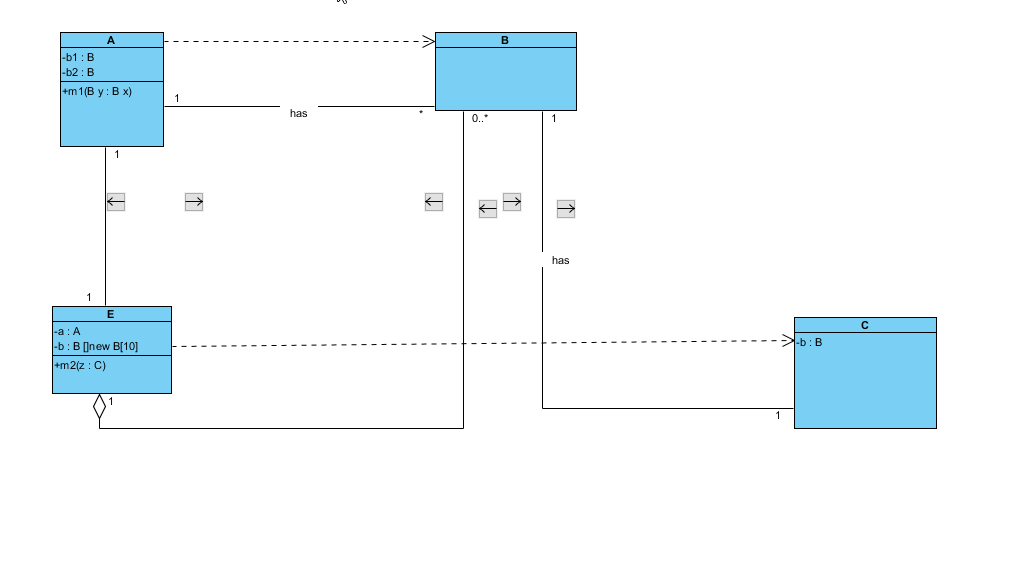 A
-b1 : B
-b2 : B
+m1(B y : B x)
B
1
has
*
0..*
1
1
has
1
E
-a : A
-b : B []new B[10]
+m2(z : C)
C
-b : B
1
1